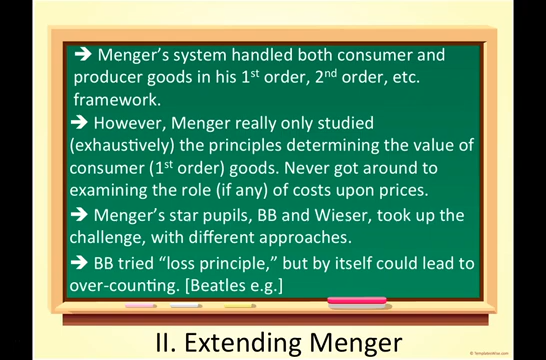 ➔ Menger's system handled both consumer and
producer goods in his 1st order, 2nd order, etc.
framework.
➔ However, Menger really only studied
(exhaustively) the principles determining the value of
consumer (1st order) goods. Never got around to
examining the role (if any) of costs upon prices.
➔ Menger's star pupils, BB and Wieser, took up the
challenge, with different approaches.
➔ BB tried “loss principle,” but by itself could lead to
over-counting. [Beatles e.g.]
II. Extending Menger
© TemplatesWise.com